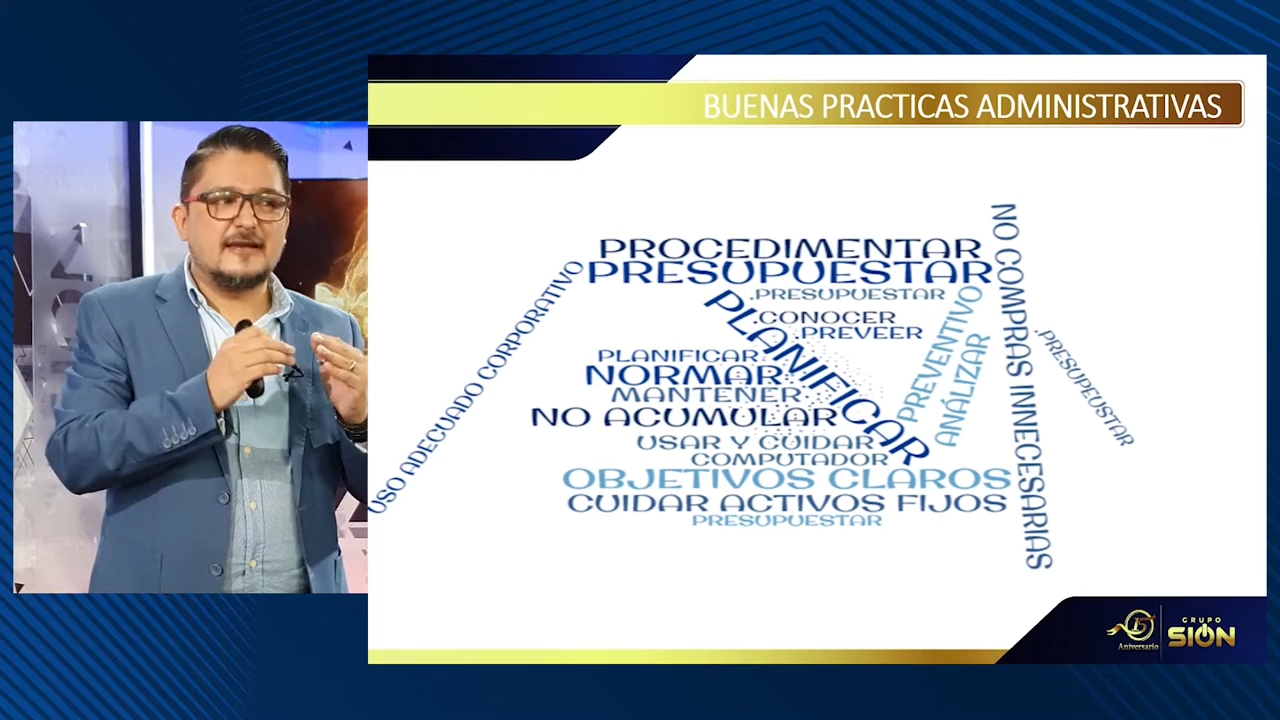 BUENAS PRACTICAS ADMINISTRATIVAS
PROCEDIMENTAR
PRESUPUESTAR
.PRESUPUESTAR
.CONOCER
.PREVEER
PLANIFICAR
PREVENTIVO
ANÁLIZAR
NO COMPRAS INNECESARIAS
.PRESUPEUSTAR
USO ADECUADO CORPORATIVO
PLANIFICAR.
NORMAR
MANTENER
NO ACUMULAR
USAR Y CUIDAR
COMPUTADOR
OBJETIVOS CLAROS
CUIDAR ACTIVOS FIJOS
PRESUPUESTAR
15
Aniversario
GRUPO
SION